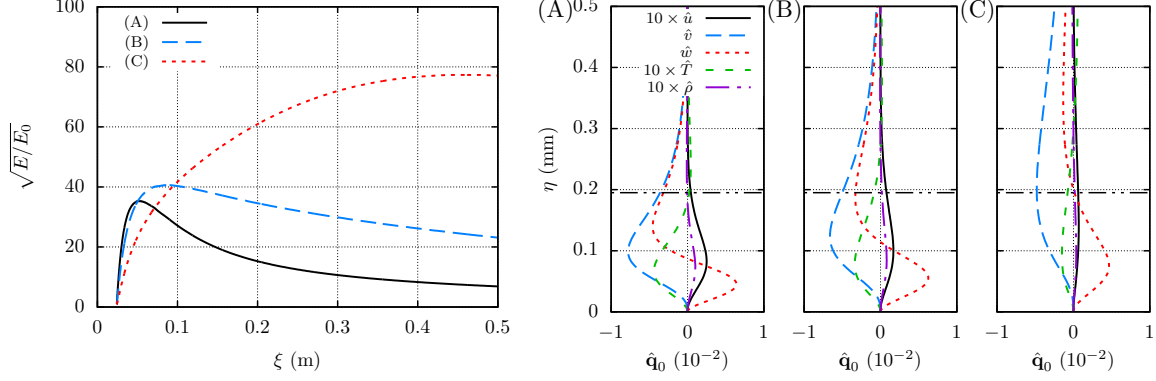 (A)
(B)
(C)
100
80
60
40
20
0
√E/E₀
0
0.1
0.2
0.3
0.4
0.5
ξ (m)
(A)
(B)
(C)
10 × û
v̂
ŵ
10 × T̂
10 × ρ̂
0.5
0.4
0.3
0.2
0.1
0
η (mm)
−1 0 1
−1 0 1
−1 0 1
q̂₀ (10⁻²)
q̂₀ (10⁻²)
q̂₀ (10⁻²)